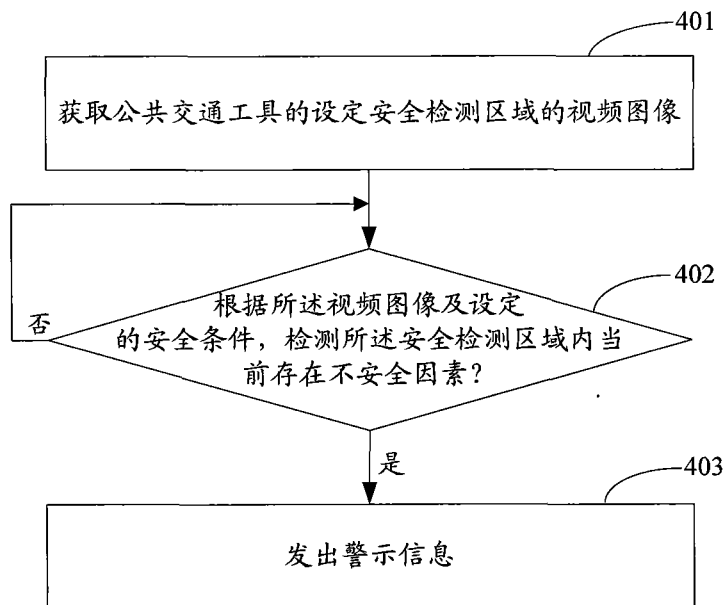 401
获取公共交通工具的设定安全检测区域的视频图像
402
根据所述视频图像及设定
的安全条件，检测所述安全检测区域内当
前存在不安全因素？
否
是
403
发出警示信息